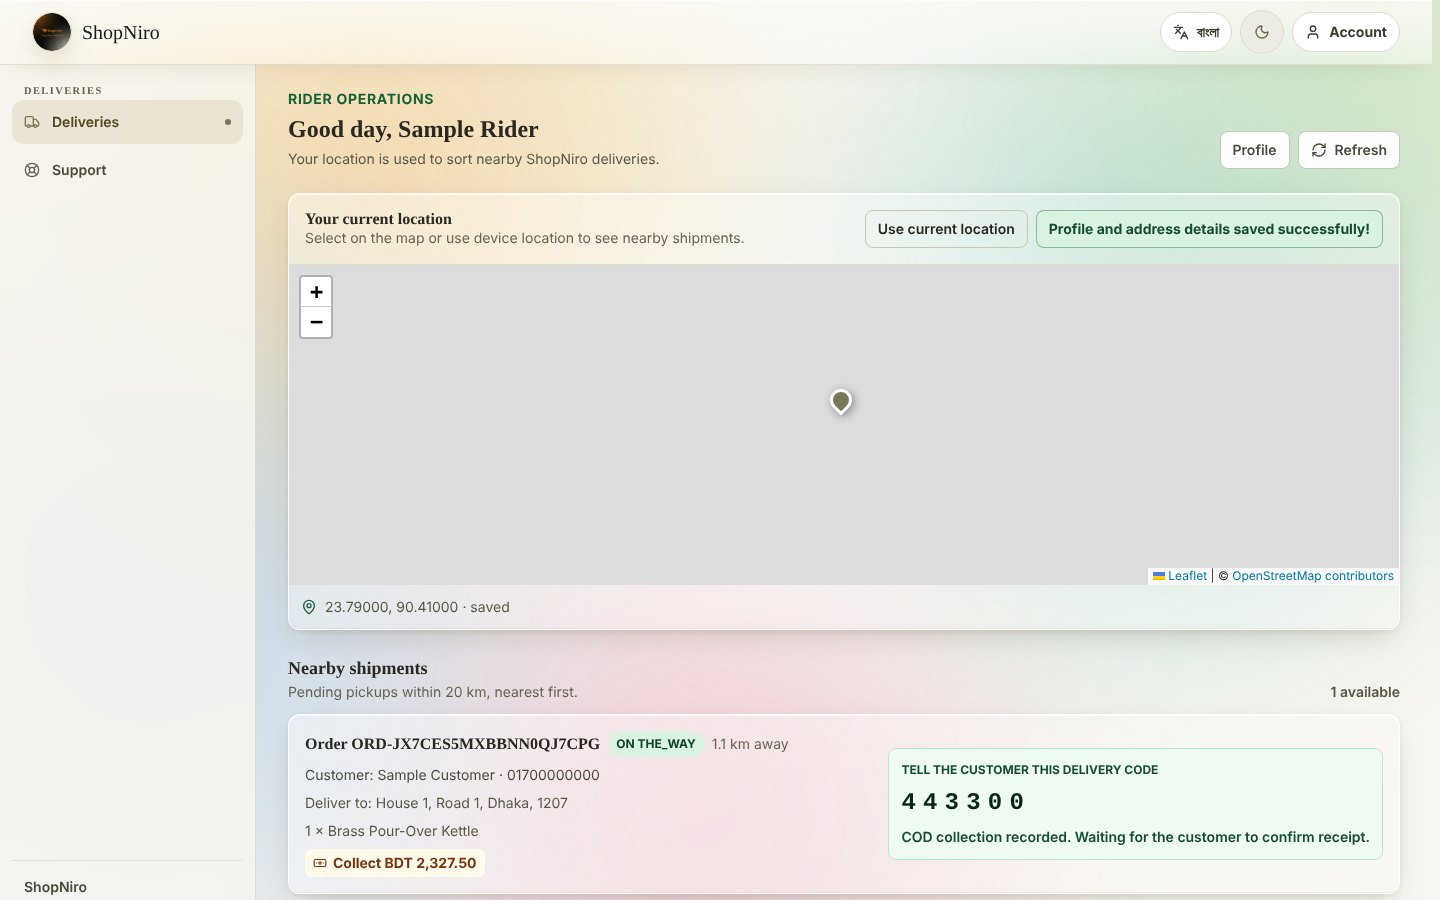 ShopNiro
বাংলা
Account
DELIVERIES
Deliveries
Support
RIDER OPERATIONS
Good day, Sample Rider
Your location is used to sort nearby ShopNiro deliveries.
Profile
Refresh
Your current location
Select on the map or use device location to see nearby shipments.
Use current location
Profile and address details saved successfully!
+
−
Leaflet | © OpenStreetMap contributors
23.79000, 90.41000 · saved
Nearby shipments
Pending pickups within 20 km, nearest first.
1 available
Order ORD-JX7CES5MXBBNN0QJ7CPG ON THE_WAY 1.1 km away
Customer: Sample Customer · 01700000000
Deliver to: House 1, Road 1, Dhaka, 1207
1 × Brass Pour-Over Kettle
Collect BDT 2,327.50
TELL THE CUSTOMER THIS DELIVERY CODE
443300
COD collection recorded. Waiting for the customer to confirm receipt.
ShopNiro